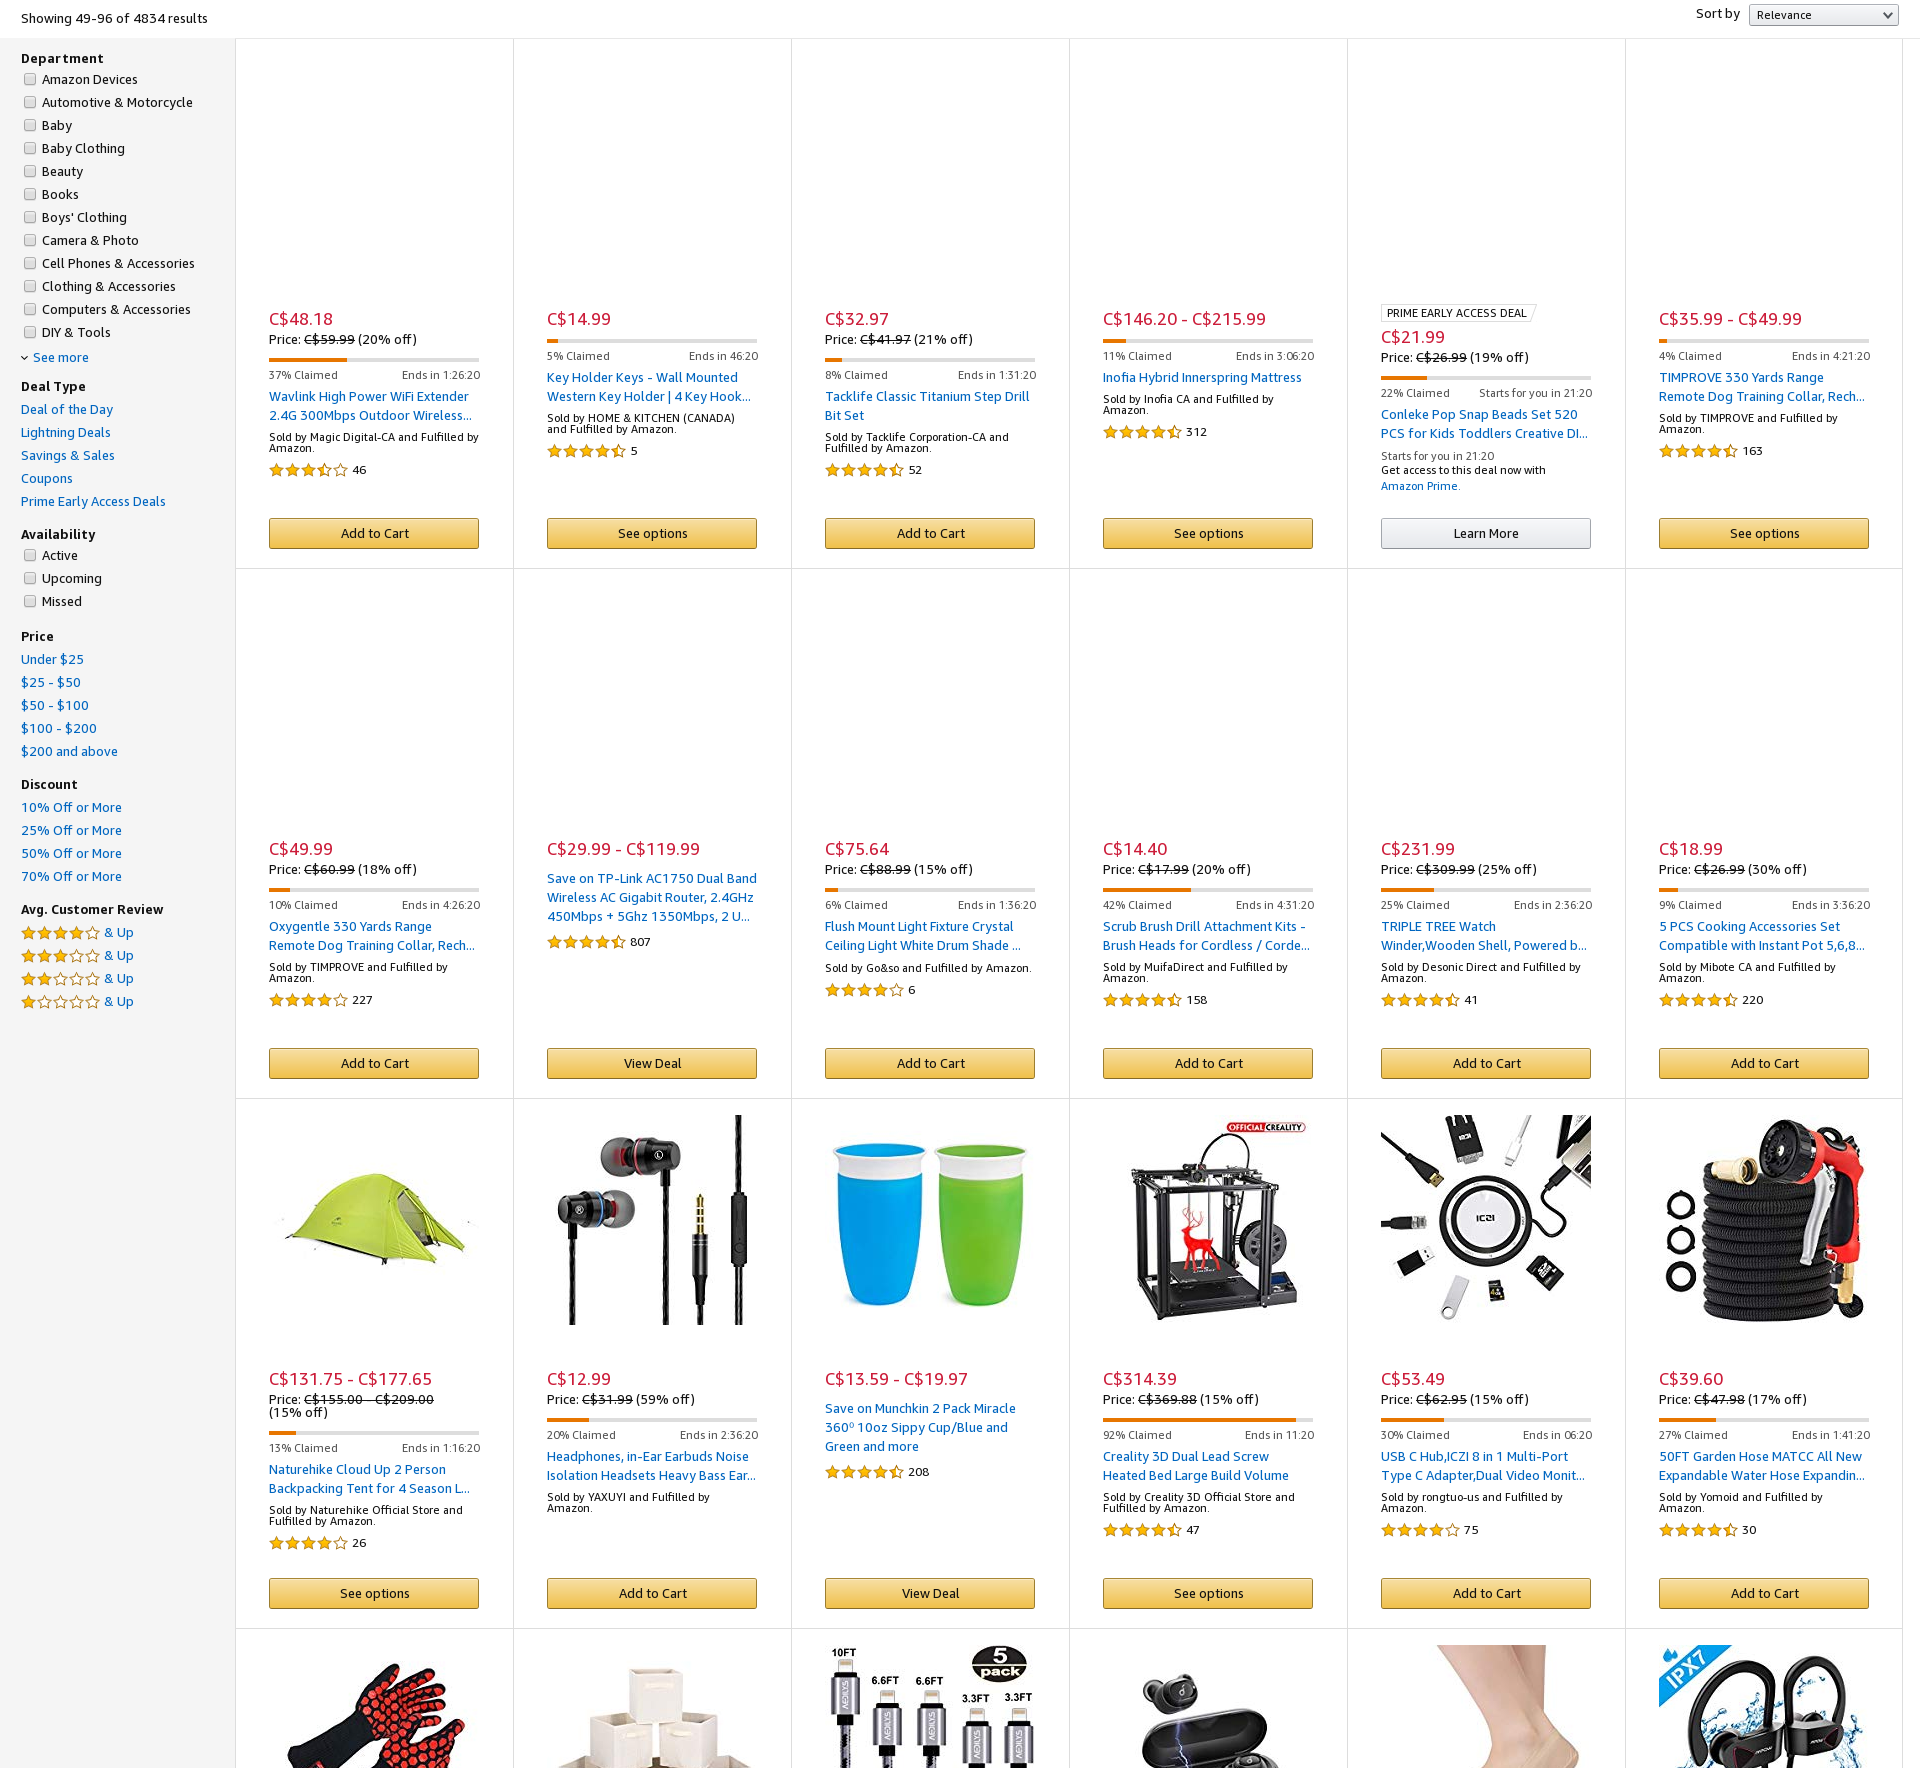 Showing 49-96 of 4834 results
Sort by
Relevance
Department
Amazon Devices
Automotive & Motorcycle
Baby
Baby Clothing
Beauty
Books
Boys' Clothing
Camera & Photo
Cell Phones & Accessories
Clothing & Accessories
Computers & Accessories
DIY & Tools
See more
Deal Type
Deal of the Day
Lightning Deals
Savings & Sales
Coupons
Prime Early Access Deals
Availability
Active
Upcoming
Missed
Price
Under $25
$25 - $50
$50 - $100
$100 - $200
$200 and above
Discount
10% Off or More
25% Off or More
50% Off or More
70% Off or More
Avg. Customer Review
& Up
& Up
& Up
& Up
C$48.18
Price: C$59.99 (20% off)
37% Claimed
Ends in 1:26:20
Wavlink High Power WiFi Extender
2.4G 300Mbps Outdoor Wireless...
Sold by Magic Digital-CA and Fulfilled by
Amazon.
46
Add to Cart
C$14.99
5% Claimed
Ends in 46:20
Key Holder Keys - Wall Mounted
Western Key Holder | 4 Key Hook...
Sold by HOME & KITCHEN (CANADA)
and Fulfilled by Amazon.
5
See options
C$32.97
Price: C$41.97 (21% off)
8% Claimed
Ends in 1:31:20
Tacklife Classic Titanium Step Drill
Bit Set
Sold by Tacklife Corporation-CA and
Fulfilled by Amazon.
52
Add to Cart
C$146.20 - C$215.99
11% Claimed
Ends in 3:06:20
Inofia Hybrid Innerspring Mattress
Sold by Inofia CA and Fulfilled by
Amazon.
312
See options
PRIME EARLY ACCESS DEAL
C$21.99
Price: C$26.99 (19% off)
22% Claimed
Starts for you in 21:20
Conleke Pop Snap Beads Set 520
PCS for Kids Toddlers Creative DI...
Starts for you in 21:20
Get access to this deal now with
Amazon Prime.
Learn More
C$35.99 - C$49.99
4% Claimed
Ends in 4:21:20
TIMPROVE 330 Yards Range
Remote Dog Training Collar, Rech...
Sold by TIMPROVE and Fulfilled by
Amazon.
163
See options
C$49.99
Price: C$60.99 (18% off)
10% Claimed
Ends in 4:26:20
Oxygentle 330 Yards Range
Remote Dog Training Collar, Rech...
Sold by TIMPROVE and Fulfilled by
Amazon.
227
Add to Cart
C$29.99 - C$119.99
Save on TP-Link AC1750 Dual Band
Wireless AC Gigabit Router, 2.4GHz
450Mbps + 5Ghz 1350Mbps, 2 U...
807
View Deal
C$75.64
Price: C$88.99 (15% off)
6% Claimed
Ends in 1:36:20
Flush Mount Light Fixture Crystal
Ceiling Light White Drum Shade ...
Sold by Go&so and Fulfilled by Amazon.
6
Add to Cart
C$14.40
Price: C$17.99 (20% off)
42% Claimed
Ends in 4:31:20
Scrub Brush Drill Attachment Kits -
Brush Heads for Cordless / Corde...
Sold by MuifaDirect and Fulfilled by
Amazon.
158
Add to Cart
C$231.99
Price: C$309.99 (25% off)
25% Claimed
Ends in 2:36:20
TRIPLE TREE Watch
Winder,Wooden Shell, Powered b...
Sold by Desonic Direct and Fulfilled by
Amazon.
41
Add to Cart
C$18.99
Price: C$26.99 (30% off)
9% Claimed
Ends in 3:36:20
5 PCS Cooking Accessories Set
Compatible with Instant Pot 5,6,8...
Sold by Mibote CA and Fulfilled by
Amazon.
220
Add to Cart
C$131.75 - C$177.65
Price: C$155.00 - C$209.00
(15% off)
13% Claimed
Ends in 1:16:20
Naturehike Cloud Up 2 Person
Backpacking Tent for 4 Season L...
Sold by Naturehike Official Store and
Fulfilled by Amazon.
26
See options
L
R
C$12.99
Price: C$31.99 (59% off)
20% Claimed
Ends in 2:36:20
Headphones, in-Ear Earbuds Noise
Isolation Headsets Heavy Bass Ear...
Sold by YAXUYI and Fulfilled by
Amazon.
Add to Cart
C$13.59 - C$19.97
Save on Munchkin 2 Pack Miracle
360º 10oz Sippy Cup/Blue and
Green and more
208
View Deal
OFFICIAL CREALITY
C$314.39
Price: C$369.88 (15% off)
92% Claimed
Ends in 11:20
Creality 3D Dual Lead Screw
Heated Bed Large Build Volume
Sold by Creality 3D Official Store and
Fulfilled by Amazon.
47
See options
ICZI
ICZI
C$53.49
Price: C$62.95 (15% off)
30% Claimed
Ends in 06:20
USB C Hub,ICZI 8 in 1 Multi-Port
Type C Adapter,Dual Video Monit...
Sold by rongtuo-us and Fulfilled by
Amazon.
75
Add to Cart
C$39.60
Price: C$47.98 (17% off)
27% Claimed
Ends in 1:41:20
50FT Garden Hose MATCC All New
Expandable Water Hose Expandin...
Sold by Yomoid and Fulfilled by
Amazon.
30
Add to Cart
10FT
6.6FT
6.6FT
3.3FT
3.3FT
5
pack
AEDILYS
AEDILYS
AEDILYS
AEDILYS
AEDILYS
IPX7
MPOW